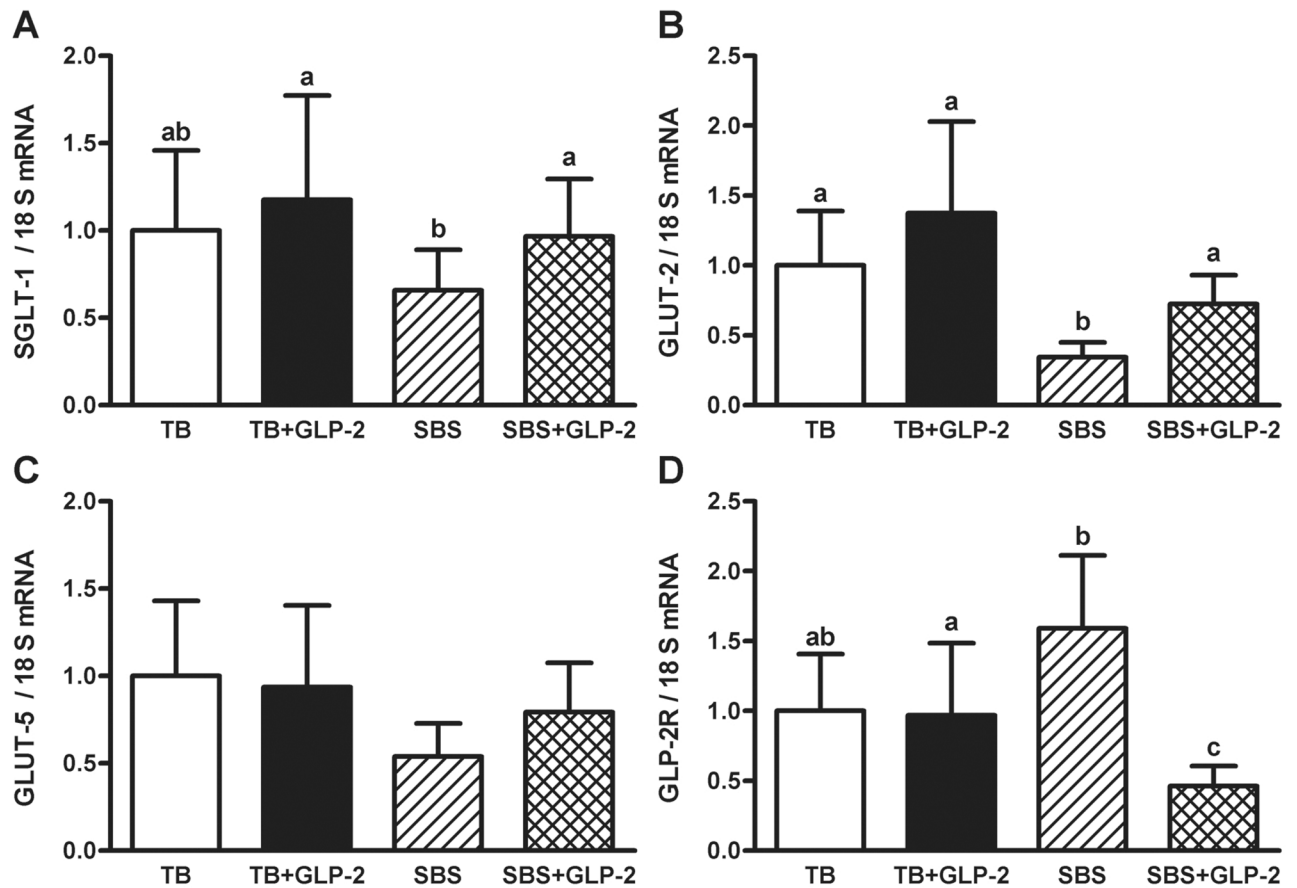 A
SGLT-1 / 18 S mRNA
2.0
1.5
1.0
0.5
0.0
ab
a
b
a
TB
TB+GLP-2
SBS
SBS+GLP-2
B
GLUT-2 / 18 S mRNA
2.5
2.0
1.5
1.0
0.5
0.0
a
a
b
a
TB
TB+GLP-2
SBS
SBS+GLP-2
C
GLUT-5 / 18 S mRNA
2.0
1.5
1.0
0.5
0.0
TB
TB+GLP-2
SBS
SBS+GLP-2
D
GLP-2R / 18 S mRNA
2.5
2.0
1.5
1.0
0.5
0.0
ab
a
b
c
TB
TB+GLP-2
SBS
SBS+GLP-2